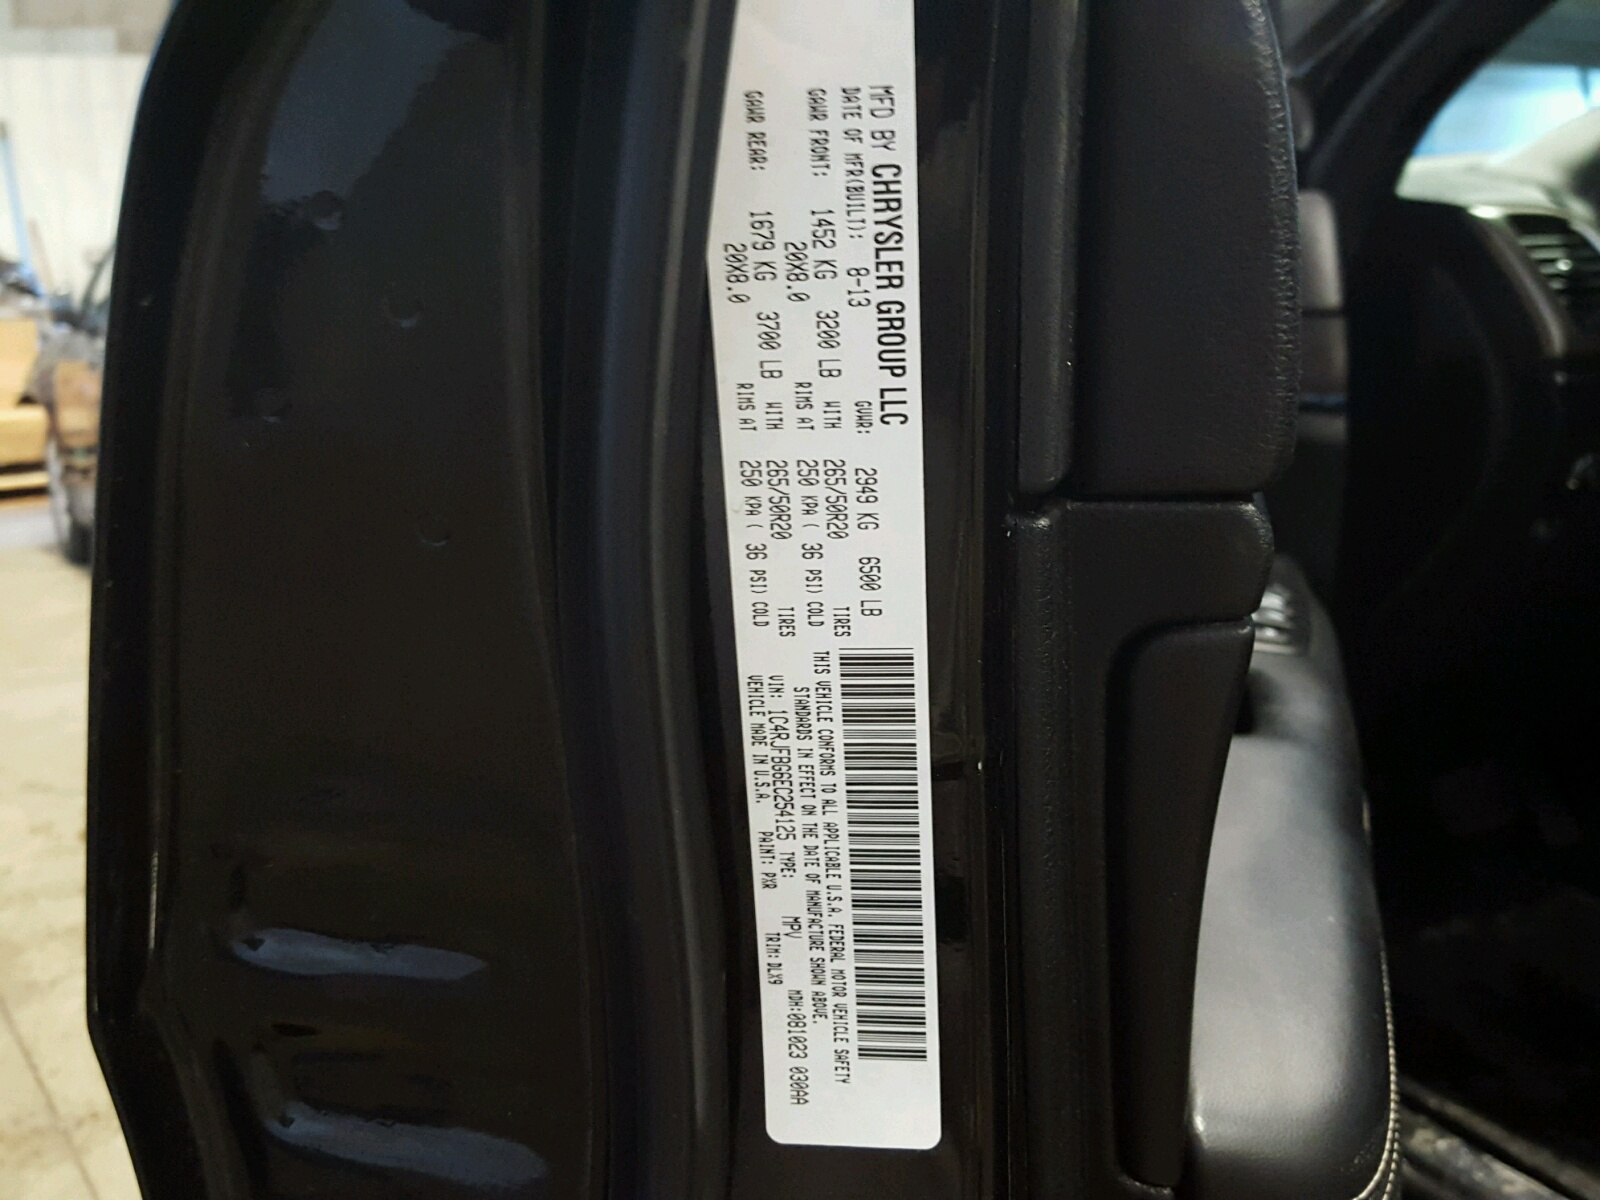 MFD BY CHRYSLER GROUP LLC
DATE OF MFR(BUILT): 8-13 GVWR: 2949 KG 6500 LB
GAWR FRONT: 1452 KG 3200 LB WITH 265/50R20 TIRES
20X8.0 RIMS AT 250 KPA ( 36 PSI) COLD
GAWR REAR: 1679 KG 3700 LB WITH 265/50R20 TIRES
20X8.0 RIMS AT 250 KPA ( 36 PSI) COLD
THIS VEHICLE CONFORMS TO ALL APPLICABLE U.S.A. FEDERAL MOTOR VEHICLE SAFETY
STANDARDS IN EFFECT ON THE DATE OF MANUFACTURE SHOWN ABOVE.
VIN: 1C4RJFBG6EC254125 TYPE: MPV MDH:081023 030AA
VEHICLE MADE IN U.S.A. PAINT: PXR TRIM: DLX9